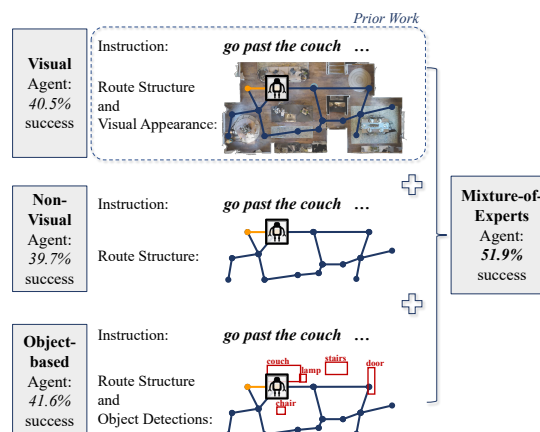 Prior Work
Visual
Agent:
40.5%
success
Instruction:
go past the couch ...
Route Structure
and
Visual Appearance:
Non-
Visual
Agent:
39.7%
success
Instruction:
go past the couch ...
Route Structure:
Mixture-of-
Experts
Agent:
51.9%
success
Object-
based
Agent:
41.6%
success
Instruction:
go past the couch ...
Route Structure
and
Object Detections:
couch
lamp
stairs
door
chair